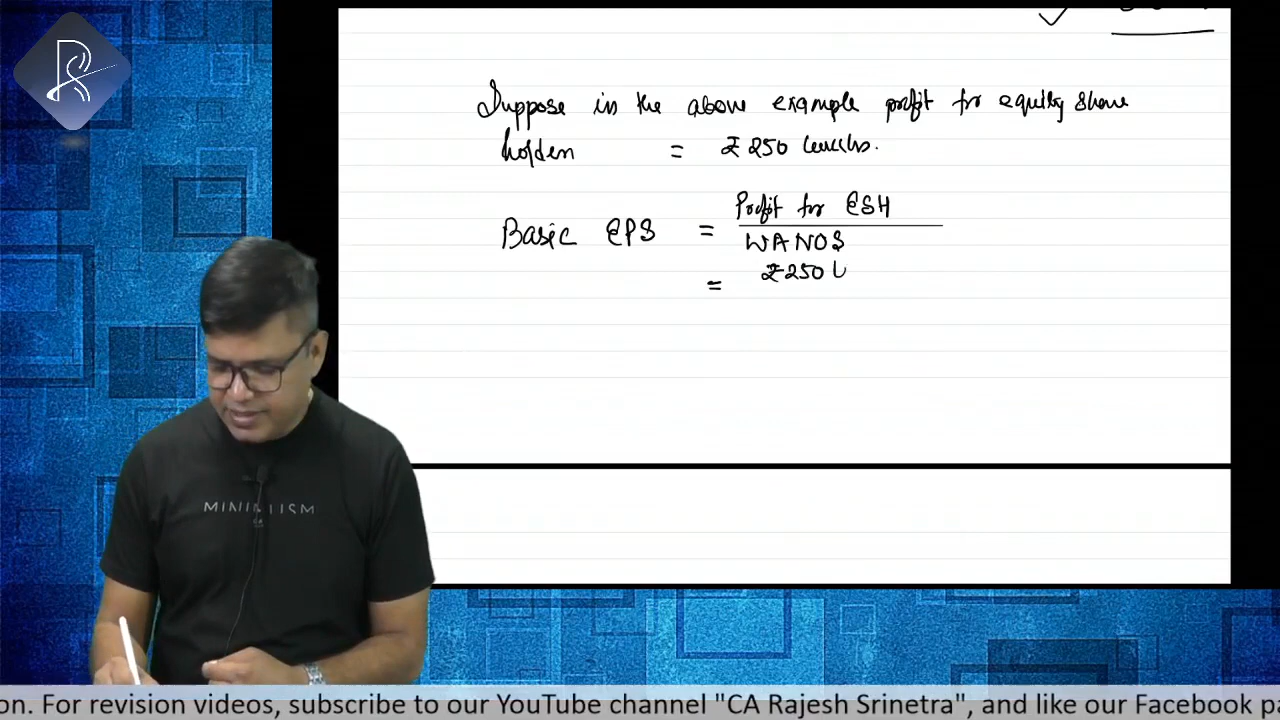 Suppose in the above example profit for equity share
holders = ₹250 lakhs.
Basic EPS = Profit for ESH
WANOS
= ₹250 L
MINIMALISM
on. For revision videos, subscribe to our YouTube channel "CA Rajesh Srinetra", and like our Facebook pa